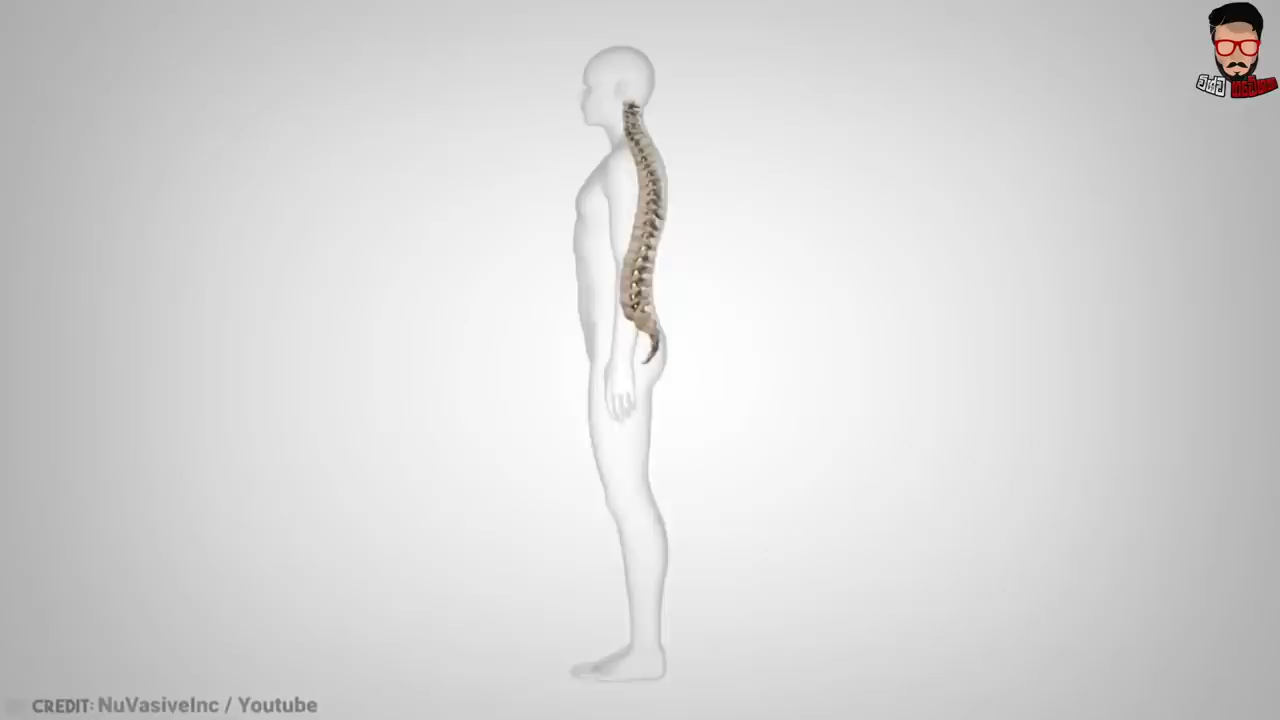 විශ්ව
CREDIT: NuVasiveInc / Youtube